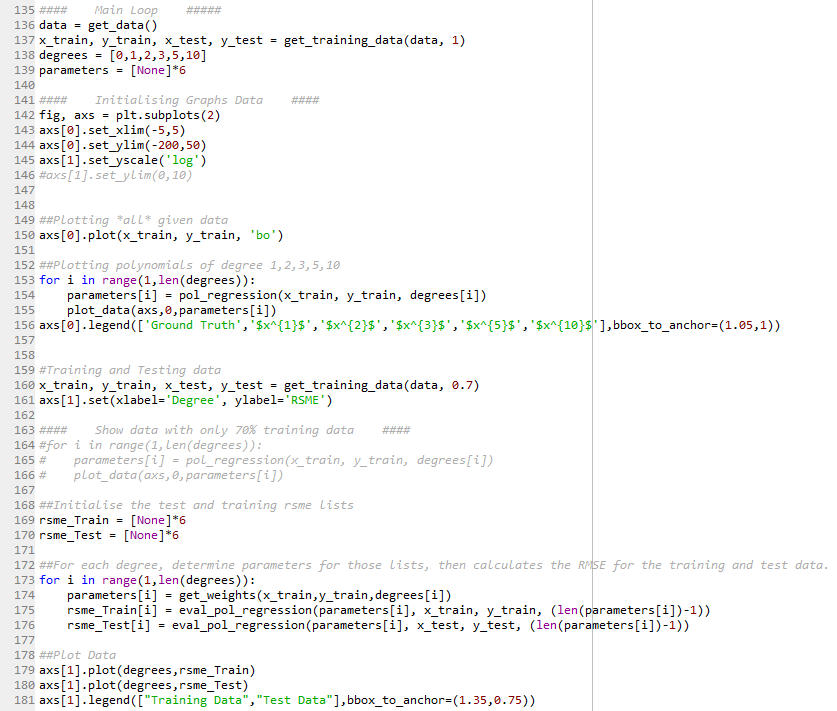 135 ####    Main Loop    #####
136 data = get_data()
137 x_train, y_train, x_test, y_test = get_training_data(data, 1)
138 degrees = [0,1,2,3,5,10]
139 parameters = [None]*6
140
141 ####    Initialising Graphs Data    ####
142 fig, axs = plt.subplots(2)
143 axs[0].set_xlim(-5,5)
144 axs[0].set_ylim(-200,50)
145 axs[1].set_yscale('log')
146 #axs[1].set_ylim(0,10)
147
148
149 ##Plotting *all* given data
150 axs[0].plot(x_train, y_train, 'bo')
151
152 ##Plotting polynomials of degree 1,2,3,5,10
153 for i in range(1,len(degrees)):
154     parameters[i] = pol_regression(x_train, y_train, degrees[i])
155     plot_data(axs,0,parameters[i])
156 axs[0].legend(['Ground Truth','$x^{1}$','$x^{2}$','$x^{3}$','$x^{5}$','$x^{10}$'],bbox_to_anchor=(1.05,1))
157
158
159 #Training and Testing data
160 x_train, y_train, x_test, y_test = get_training_data(data, 0.7)
161 axs[1].set(xlabel='Degree', ylabel='RSME')
162
163 ####    Show data with only 70% training data    ####
164 #for i in range(1,len(degrees)):
165 #    parameters[i] = pol_regression(x_train, y_train, degrees[i])
166 #    plot_data(axs,0,parameters[i])
167
168 ##Initialise the test and training rsme lists
169 rsme_Train = [None]*6
170 rsme_Test = [None]*6
171
172 ##For each degree, determine parameters for those lists, then calculates the RMSE for the training and test data.
173 for i in range(1,len(degrees)):
174     parameters[i] = get_weights(x_train,y_train,degrees[i])
175     rsme_Train[i] = eval_pol_regression(parameters[i], x_train, y_train, (len(parameters[i])-1))
176     rsme_Test[i] = eval_pol_regression(parameters[i], x_test, y_test, (len(parameters[i])-1))
177
178 ##Plot Data
179 axs[1].plot(degrees,rsme_Train)
180 axs[1].plot(degrees,rsme_Test)
181 axs[1].legend(["Training Data","Test Data"],bbox_to_anchor=(1.35,0.75))